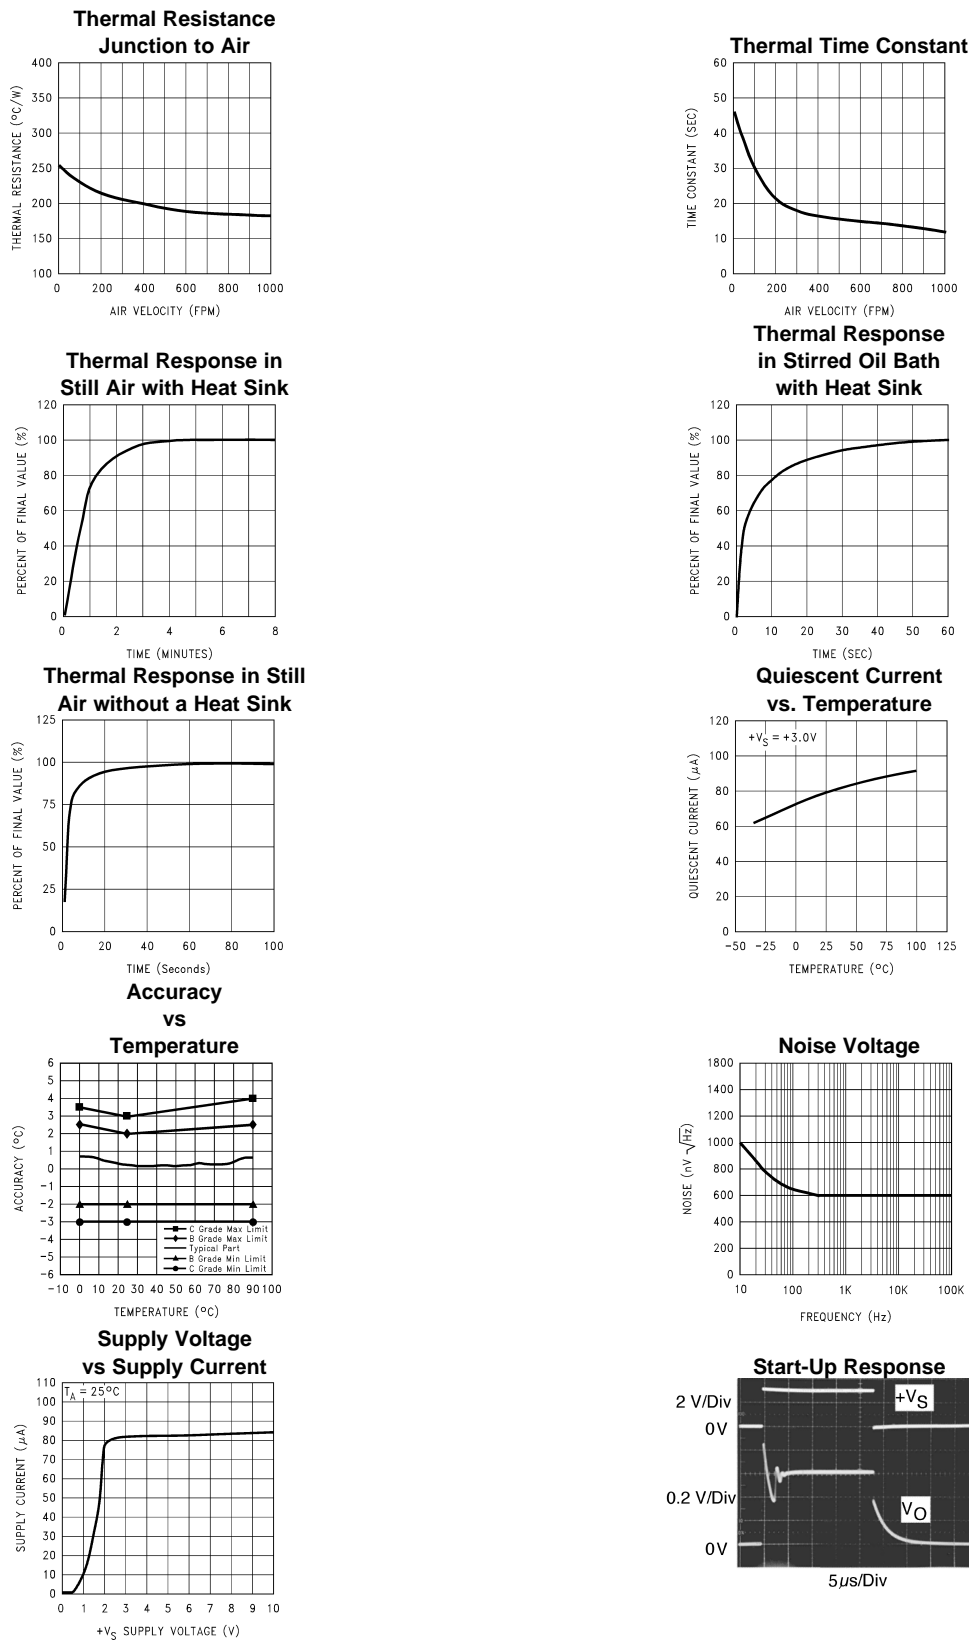 Thermal Resistance
Junction to Air
400
350
300
250
200
150
100
THERMAL RESISTANCE (°C/W)
0 200 400 600 800 1000
AIR VELOCITY (FPM)
Thermal Time Constant
60
50
40
30
20
10
0
TIME CONSTANT (SEC)
0 200 400 600 800 1000
AIR VELOCITY (FPM)
Thermal Response in
Still Air with Heat Sink
120
100
80
60
40
20
0
PERCENT OF FINAL VALUE (%)
0 2 4 6 8
TIME (MINUTES)
Thermal Response
in Stirred Oil Bath
with Heat Sink
120
100
80
60
40
20
0
PERCENT OF FINAL VALUE (%)
0 10 20 30 40 50 60
TIME (SEC)
Thermal Response in Still
Air without a Heat Sink
125
100
75
50
25
0
PERCENT OF FINAL VALUE (%)
0 20 40 60 80 100
TIME (Seconds)
Quiescent Current
vs. Temperature
+VS = +3.0V
120
100
80
60
40
20
0
QUIESCENT CURRENT (µA)
-50 -25 0 25 50 75 100 125
TEMPERATURE (°C)
Accuracy
vs
Temperature
6
5
4
3
2
1
0
-1
-2
-3
-4
-5
-6
ACCURACY (°C)
C Grade Max Limit
B Grade Max Limit
Typical Part
B Grade Min Limit
C Grade Min Limit
-10 0 10 20 30 40 50 60 70 80 90 100
TEMPERATURE (°C)
Noise Voltage
1800
1600
1400
1200
1000
800
600
400
200
0
NOISE (nV √Hz)
10 100 1K 10K 100K
FREQUENCY (Hz)
Supply Voltage
vs Supply Current
TA = 25°C
110
100
90
80
70
60
50
40
30
20
10
0
SUPPLY CURRENT (µA)
0 1 2 3 4 5 6 7 8 9 10
+VS SUPPLY VOLTAGE (V)
Start-Up Response
2 V/Div
+VS
0V
0.2 V/Div
VO
0V
5µs/Div